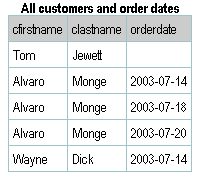 All customers and order dates
cfirstname clastname orderdate
Tom Jewett
Alvaro Monge 2003-07-14
Alvaro Monge 2003-07-18
Alvaro Monge 2003-07-20
Wayne Dick 2003-07-14